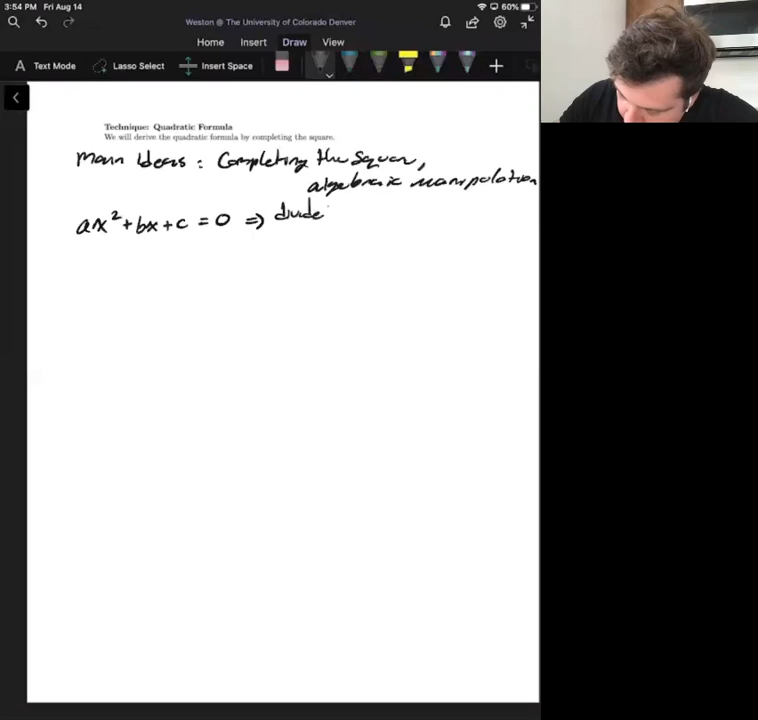 3:54 PM Fri Aug 14
60%
Weston @ The University of Colorado Denver
Home Insert Draw View
A Text Mode Lasso Select Insert Space
Technique: Quadratic Formula
We will derive the quadratic formula by completing the square.
Main Ideas: Completing the Square,
algebraic manipulation
ax²+bx+c=0 ⇒ divide